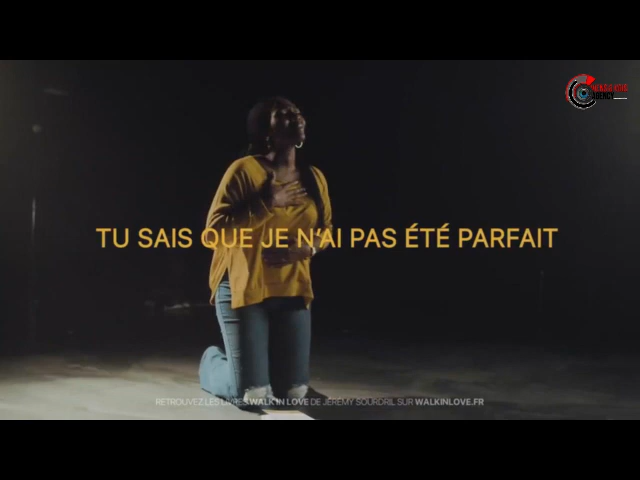 TU SAIS QUE JE N'AI PAS ÉTÉ PARFAIT
RETROUVEZ LES LIVRES WALK IN LOVE DE JÉRÉMY SOURDRIL SUR WALKINLOVE.FR